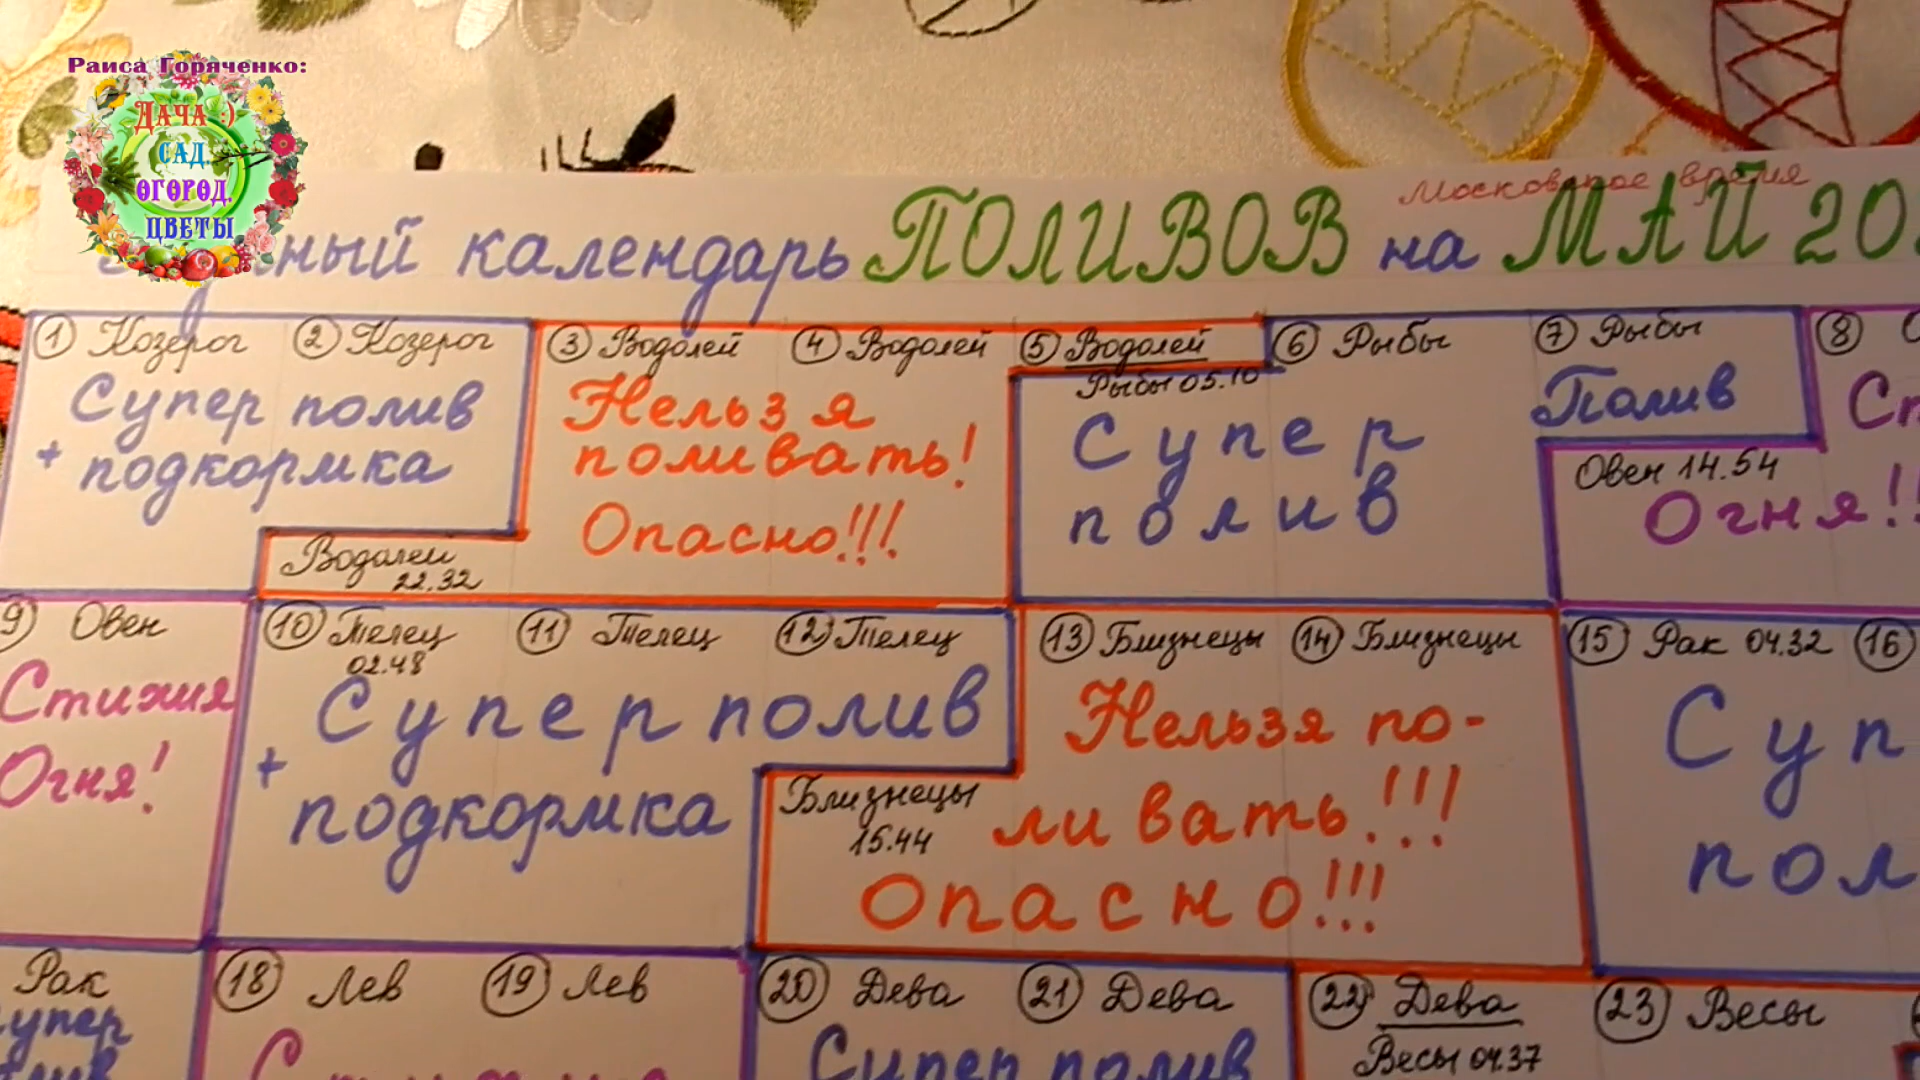 Раиса Горяченко:
Дача :)
САД.
ОГОРОД.
ЦВЕТЫ
Московское время
календарь ПОЛИВОВ на МАЙ 20
1 Козерог 2 Козерог 3 Водолей 4 Водолей 5 Водолей 6 Рыбы 7 Рыбы 8
Рыбы 05.10
Супер полив
+ подкормка
Водолей
22.32
Нельзя
поливать!
Опасно!!!
Супер
полив
Полив
Овен 14.54
Огня!!
9 Овен 10 Телец 11 Телец 12 Телец 13 Близнецы 14 Близнецы 15 Рак 04.32 16
02.48
Стихия
Огня!
Супер полив
+ подкормка
Близнецы
15.44
Нельзя по-
ливать!!!
Опасно!!!
Рак 18 Лев 19 Лев 20 Дева 21 Дева 22 Дева 23 Весы
Весы 04.37
Супер полив